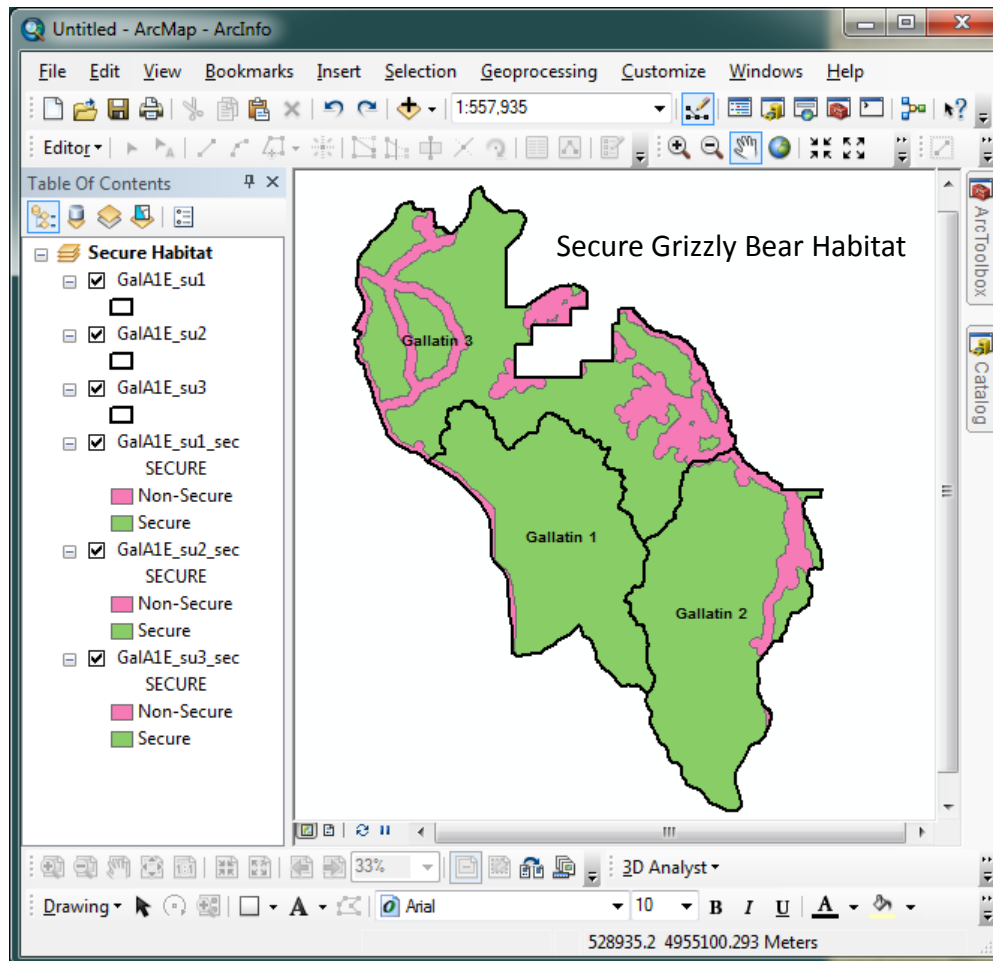 Untitled - ArcMap - ArcInfo
File Edit View Bookmarks Insert Selection Geoprocessing Customize Windows Help
1:557,935
Editor
Table Of Contents
Secure Habitat
GalA1E_su1
GalA1E_su2
GalA1E_su3
GalA1E_su1_sec
SECURE
Non-Secure
Secure
GalA1E_su2_sec
SECURE
Non-Secure
Secure
GalA1E_su3_sec
SECURE
Non-Secure
Secure
Secure Grizzly Bear Habitat
Gallatin 3
Gallatin 1
Gallatin 2
ArcToolbox
Catalog
33% 3D Analyst
Drawing A Arial 10 B I U A
528935.2 4955100.293 Meters